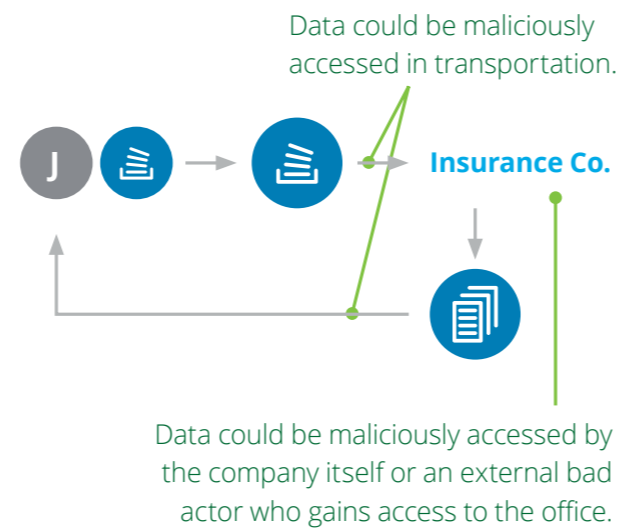 Data could be maliciously
accessed in transportation.
J
Insurance Co.
Data could be maliciously accessed by
the company itself or an external bad
actor who gains access to the office.